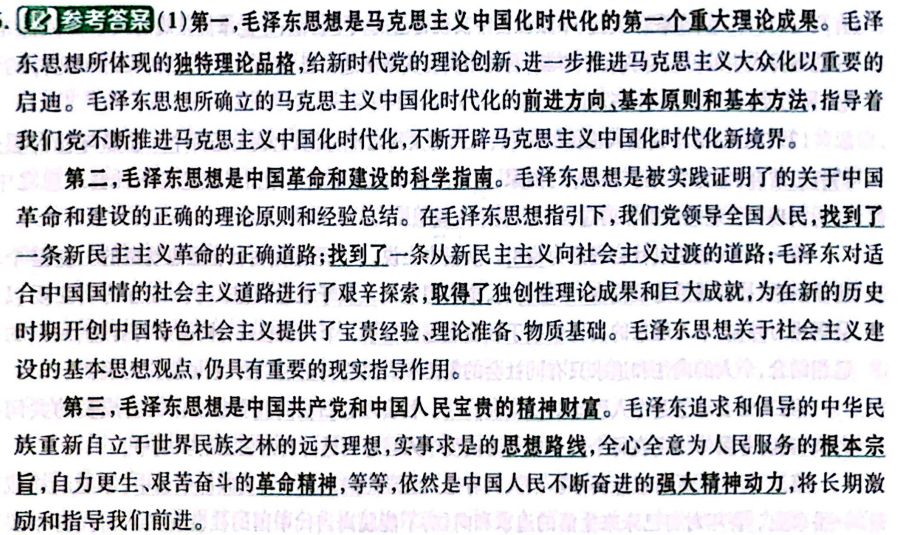 参考答案 (1)第一,毛泽东思想是马克思主义中国化时代化的第一个重大理论成果。毛泽
东思想所体现的独特理论品格,给新时代党的理论创新、进一步推进马克思主义大众化以重要的
启迪。毛泽东思想所确立的马克思主义中国化时代化的前进方向、基本原则和基本方法,指导着
我们党不断推进马克思主义中国化时代化,不断开辟马克思主义中国化时代化新境界。
第二,毛泽东思想是中国革命和建设的科学指南。毛泽东思想是被实践证明了的关于中国
革命和建设的正确的理论原则和经验总结。在毛泽东思想指引下,我们党领导全国人民,找到了
一条新民主主义革命的正确道路;找到了一条从新民主主义向社会主义过渡的道路;毛泽东对适
合中国国情的社会主义道路进行了艰辛探索,取得了独创性理论成果和巨大成就,为在新的历史
时期开创中国特色社会主义提供了宝贵经验、理论准备、物质基础。毛泽东思想关于社会主义建
设的基本思想观点,仍具有重要的现实指导作用。
第三,毛泽东思想是中国共产党和中国人民宝贵的精神财富。毛泽东追求和倡导的中华民
族重新自立于世界民族之林的远大理想,实事求是的思想路线,全心全意为人民服务的根本宗
旨,自力更生、艰苦奋斗的革命精神,等等,依然是中国人民不断奋进的强大精神动力,将长期激
励和指导我们前进。